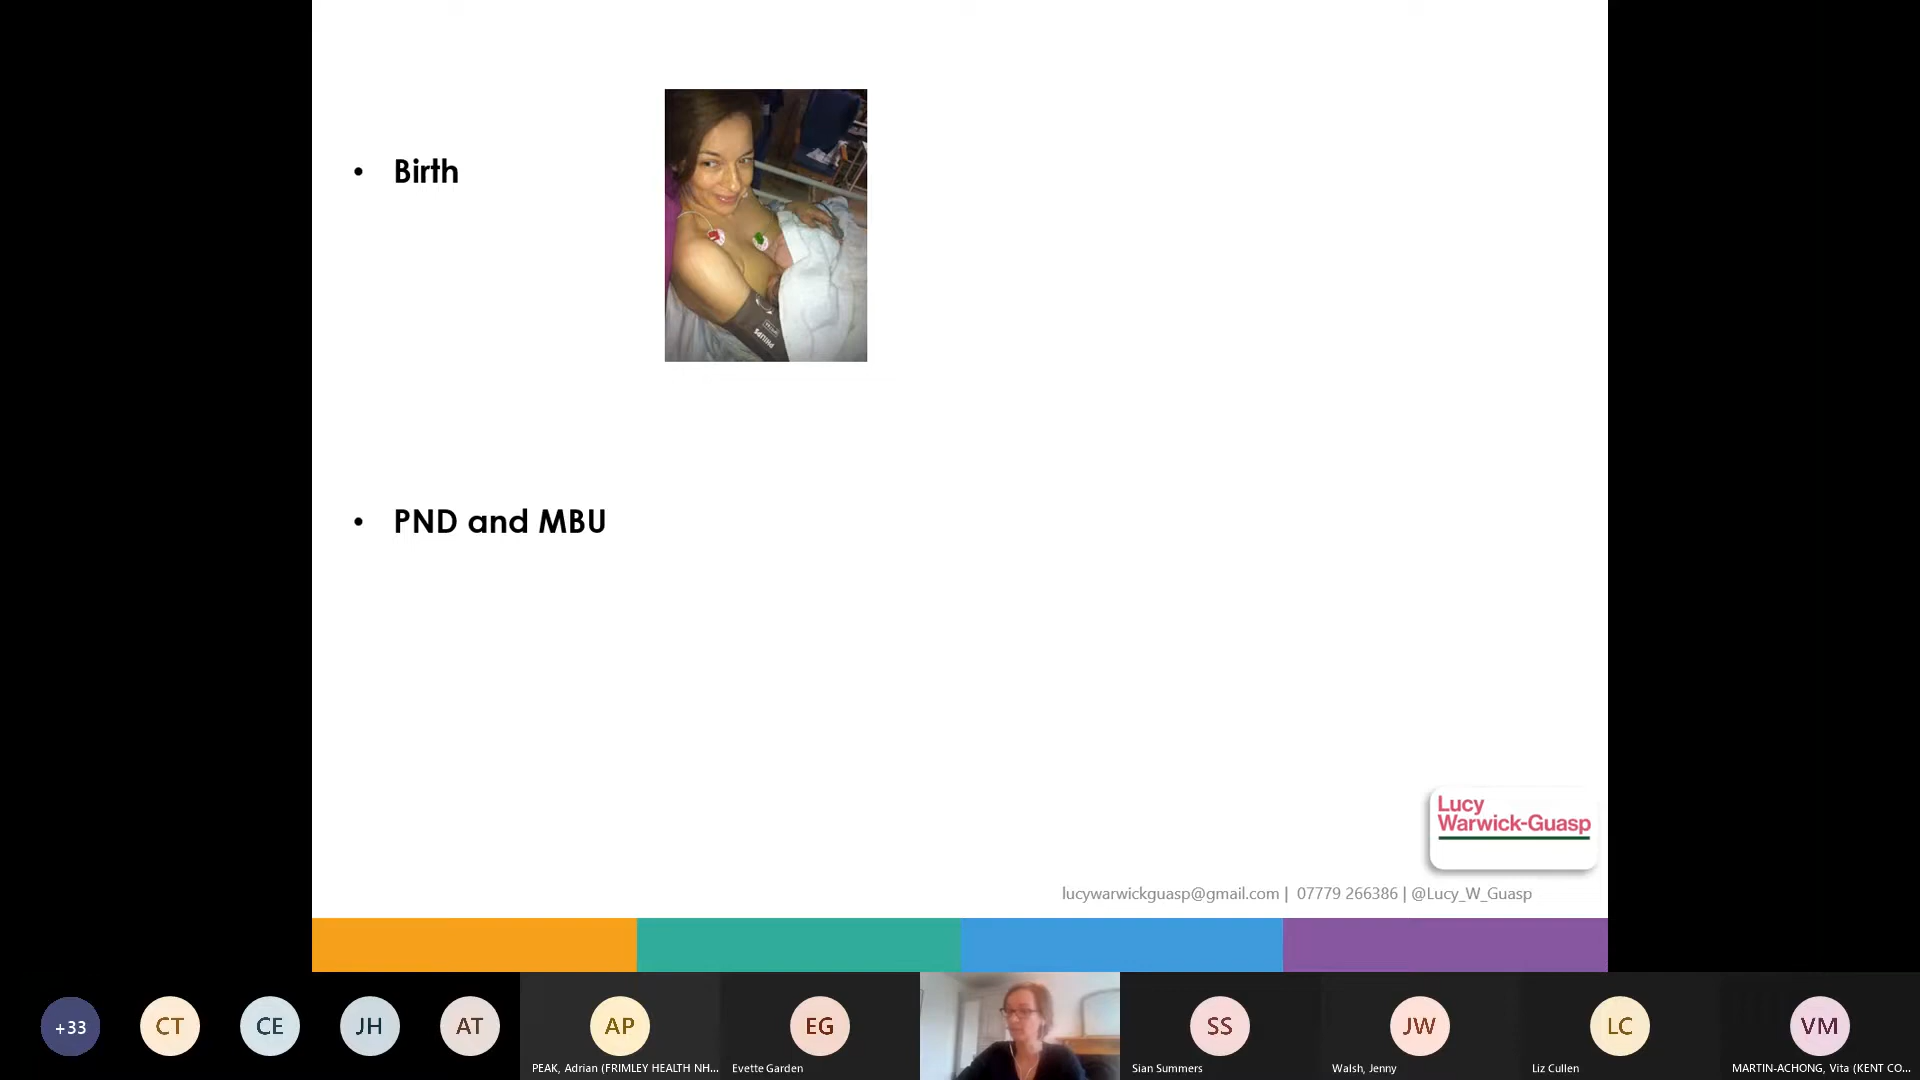 • Birth
PHILIPS
• PND and MBU
Lucy
Warwick-Guasp
lucywarwickguasp@gmail.com | 07779 266386 | @Lucy_W_Guasp
+33
CT
CE
JH
AT
AP
EG
SS
JW
LC
VM
PEAK, Adrian (FRIMLEY HEALTH NH...
Evette Garden
Sian Summers
Walsh, Jenny
Liz Cullen
MARTIN-ACHONG, Vita (KENT CO...